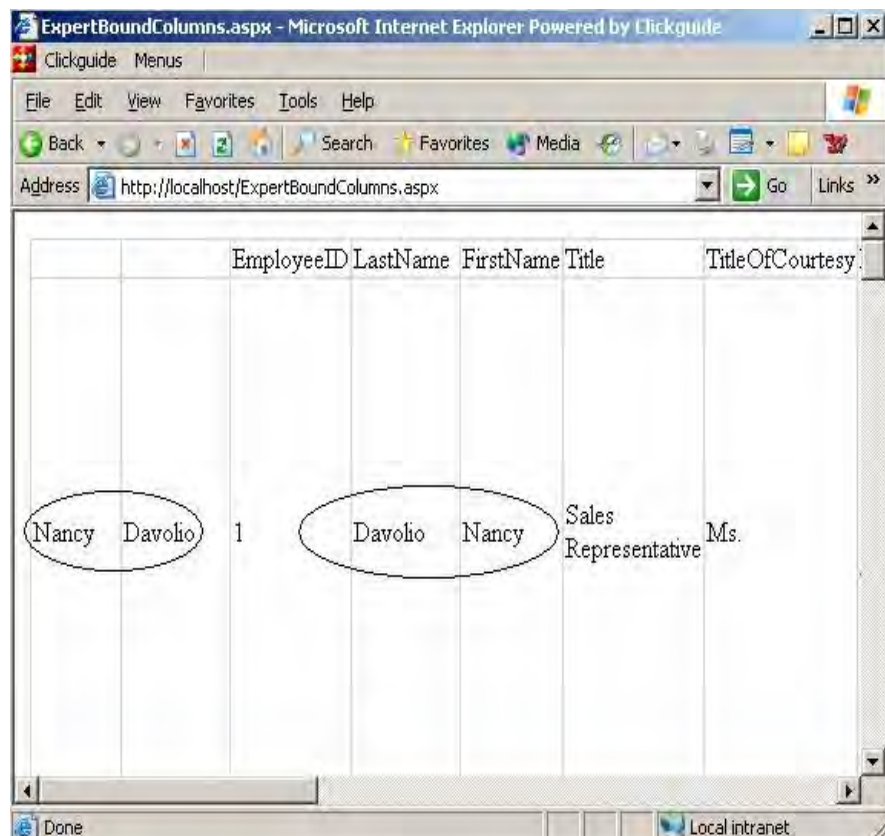 ExpertBoundColumns.aspx - Microsoft Internet Explorer Powered by Clickguide
Clickguide Menus
File Edit View Favorites Tools Help
Back Search Favorites Media
Address http://localhost/ExpertBoundColumns.aspx Go Links »
EmployeeID LastName FirstName Title TitleOfCourtesy
Nancy Davolio 1 Davolio Nancy Sales Representative Ms.
Done Local intranet